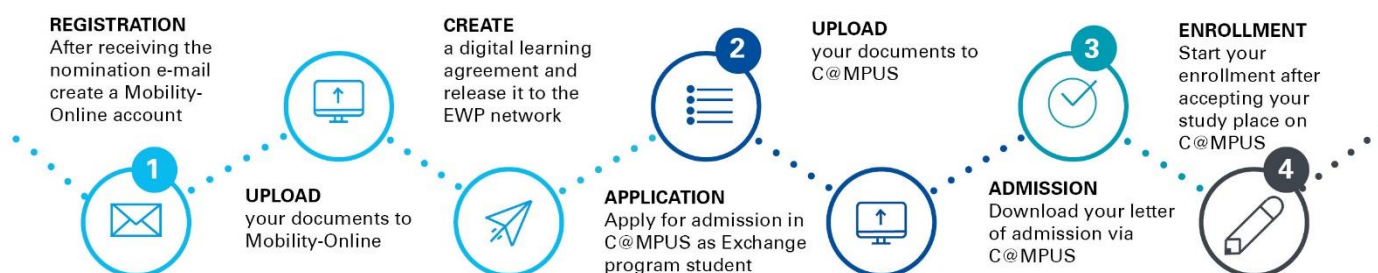 REGISTRATION
After receiving the
nomination e-mail
create a Mobility-
Online account
1
UPLOAD
your documents to
Mobility-Online
CREATE
a digital learning
agreement and
release it to the
EWP network
2
APPLICATION
Apply for admission in
C@MPUS as Exchange
program student
UPLOAD
your documents to
C@MPUS
3
ADMISSION
Download your letter
of admission via
C@MPUS
ENROLLMENT
Start your
enrollment after
accepting your
study place on
C@MPUS
4